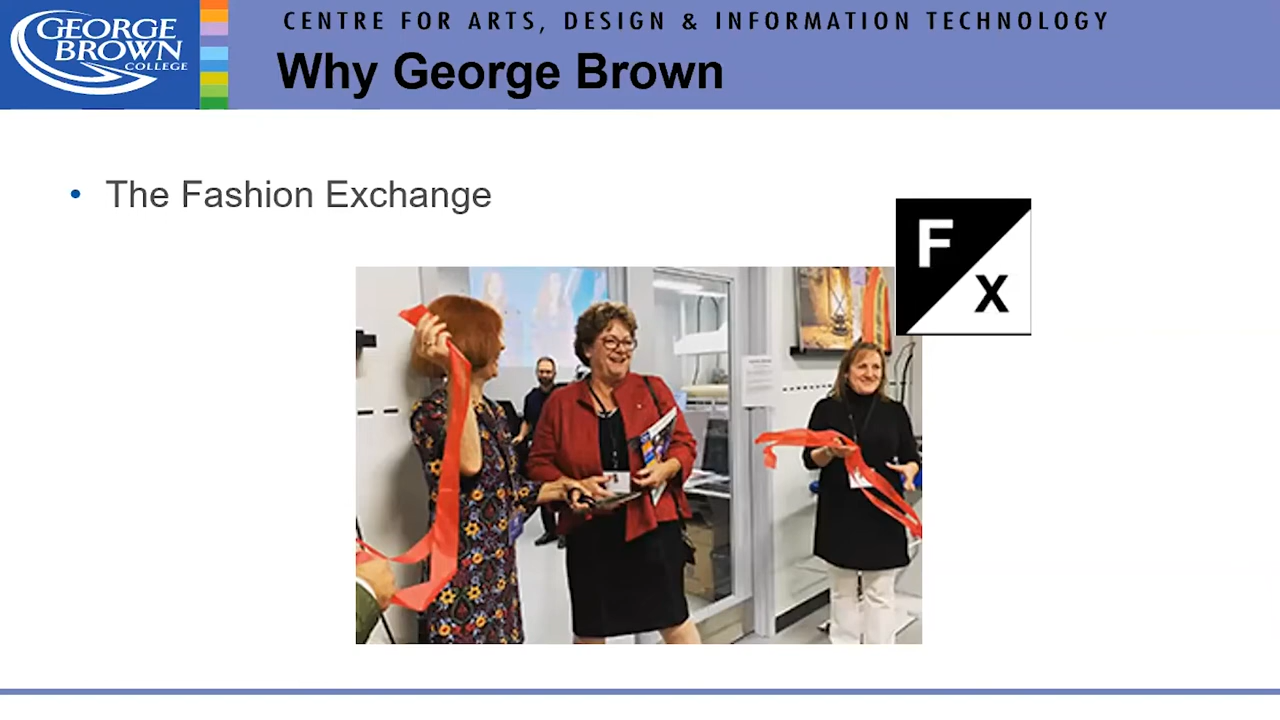 GEORGE
BROWN
COLLEGE
CENTRE FOR ARTS, DESIGN & INFORMATION TECHNOLOGY
Why George Brown
• The Fashion Exchange
F
X